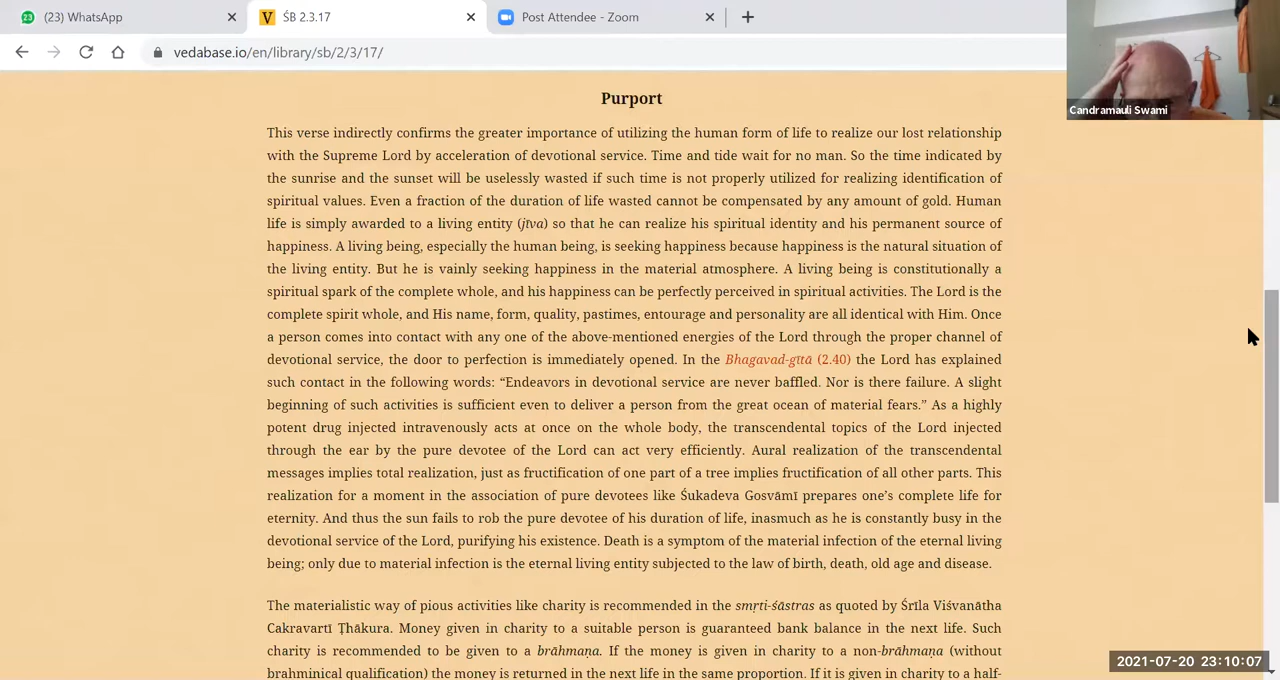 23 (23) WhatsApp
V ŚB 2.3.17
Post Attendee - Zoom
vedabase.io/en/library/sb/2/3/17/
Candramauli Swami
Purport
This verse indirectly confirms the greater importance of utilizing the human form of life to realize our lost relationship
with the Supreme Lord by acceleration of devotional service. Time and tide wait for no man. So the time indicated by
the sunrise and the sunset will be uselessly wasted if such time is not properly utilized for realizing identification of
spiritual values. Even a fraction of the duration of life wasted cannot be compensated by any amount of gold. Human
life is simply awarded to a living entity (jīva) so that he can realize his spiritual identity and his permanent source of
happiness. A living being, especially the human being, is seeking happiness because happiness is the natural situation of
the living entity. But he is vainly seeking happiness in the material atmosphere. A living being is constitutionally a
spiritual spark of the complete whole, and his happiness can be perfectly perceived in spiritual activities. The Lord is the
complete spirit whole, and His name, form, quality, pastimes, entourage and personality are all identical with Him. Once
a person comes into contact with any one of the above-mentioned energies of the Lord through the proper channel of
devotional service, the door to perfection is immediately opened. In the Bhagavad-gītā (2.40) the Lord has explained
such contact in the following words: “Endeavors in devotional service are never baffled. Nor is there failure. A slight
beginning of such activities is sufficient even to deliver a person from the great ocean of material fears.” As a highly
potent drug injected intravenously acts at once on the whole body, the transcendental topics of the Lord injected
through the ear by the pure devotee of the Lord can act very efficiently. Aural realization of the transcendental
messages implies total realization, just as fructification of one part of a tree implies fructification of all other parts. This
realization for a moment in the association of pure devotees like Śukadeva Gosvāmī prepares one’s complete life for
eternity. And thus the sun fails to rob the pure devotee of his duration of life, inasmuch as he is constantly busy in the
devotional service of the Lord, purifying his existence. Death is a symptom of the material infection of the eternal living
being; only due to material infection is the eternal living entity subjected to the law of birth, death, old age and disease.
The materialistic way of pious activities like charity is recommended in the smṛti-śāstras as quoted by Śrīla Viśvanātha
Cakravartī Ṭhākura. Money given in charity to a suitable person is guaranteed bank balance in the next life. Such
charity is recommended to be given to a brāhmaṇa. If the money is given in charity to a non-brāhmaṇa (without
brahminical qualification) the money is returned in the next life in the same proportion. If it is given in charity to a half-
2021-07-20 23:10:07